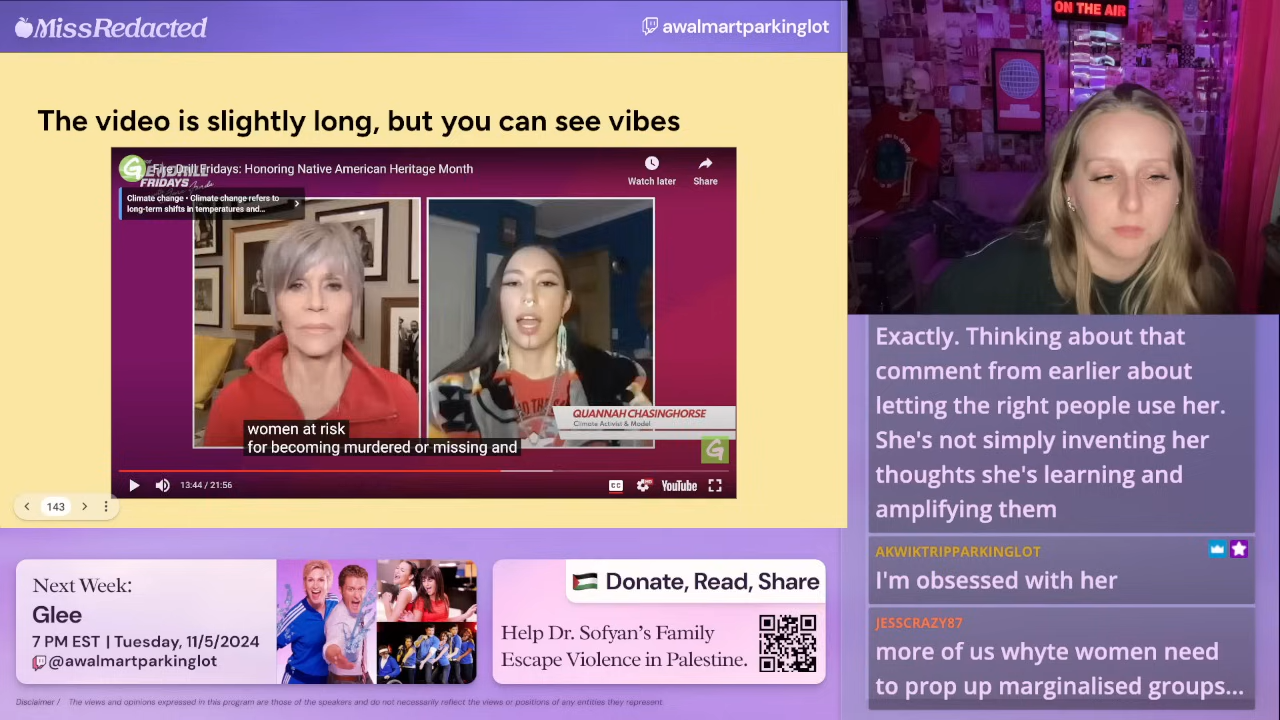 MissRedacted
awalmartparkinglot
ON THE AIR
The video is slightly long, but you can see vibes
Fire Drill Fridays: Honoring Native American Heritage Month
FRIDAYS
Watch later
Share
Climate change • Climate change refers to
long-term shifts in temperatures and...
QUANNAH CHASINGHORSE
Climate Activist & Model
women at risk
for becoming murdered or missing and
G
13:44 / 21:56
CC
YouTube
143
Exactly. Thinking about that
comment from earlier about
letting the right people use her.
She's not simply inventing her
thoughts she's learning and
amplifying them
AKWIKTRIPPARKINGLOT
I'm obsessed with her
JESSCRAZY87
more of us whyte women need
to prop up marginalised groups...
Next Week:
Glee
7 PM EST | Tuesday, 11/5/2024
@awalmartparkinglot
Donate, Read, Share
Help Dr. Sofyan's Family
Escape Violence in Palestine.
Disclaimer / The views and opinions expressed in this program are those of the speakers and do not necessarily reflect the views or positions of any entities they represent.